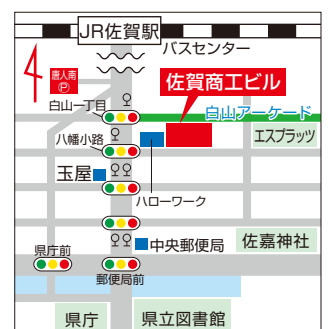 JR佐賀駅
バスセンター
唐人南
P
佐賀商工ビル
白山一丁目
白山アーケード
八幡小路
エスプラッツ
玉屋
ハローワーク
県庁前
中央郵便局
佐嘉神社
郵便局前
県庁
県立図書館